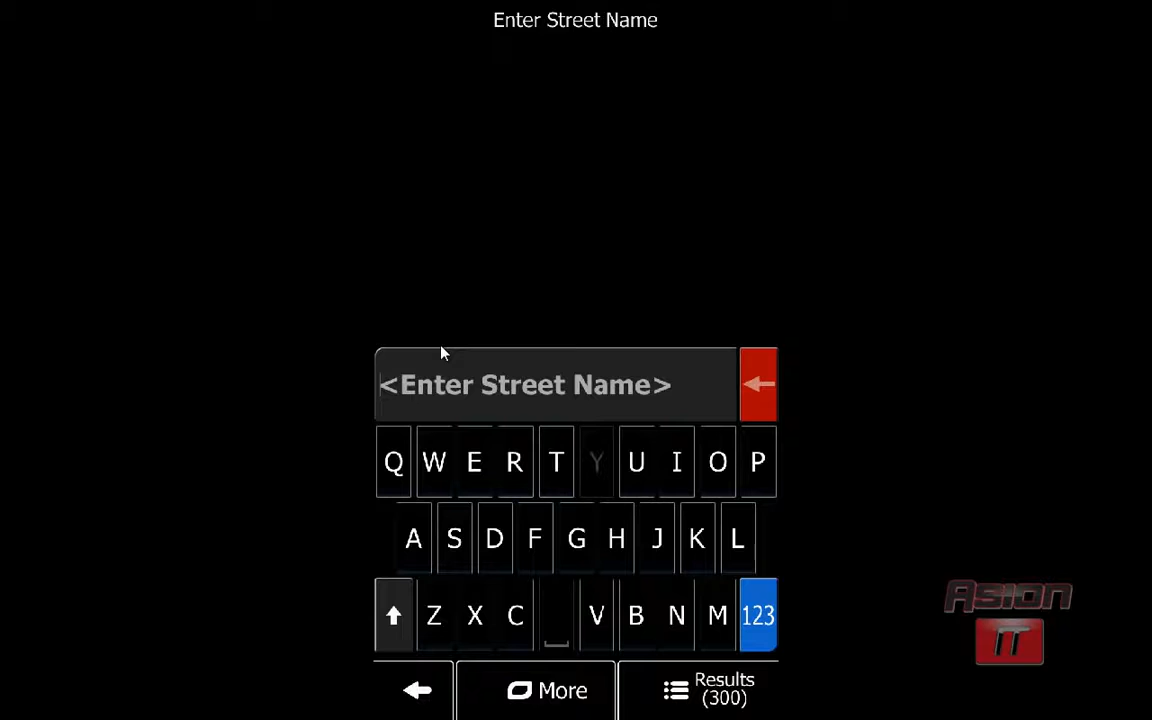 Enter Street Name
<Enter Street Name>
Q W E R T Y U I O P
A S D F G H J K L
Z X C V B N M 123
More
Results
(300)
Asion
IT